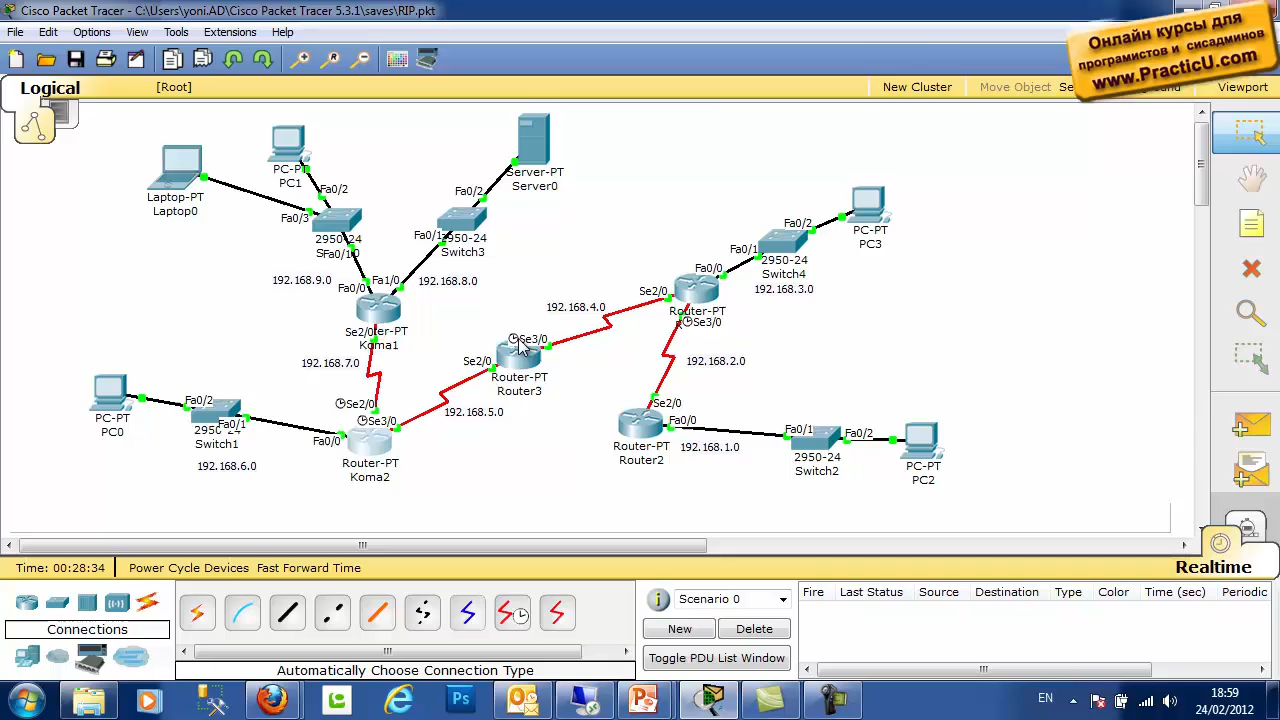 Cisco Packet Tracer - C:\Users\yoni.AD\Cisco Packet Tracer 5.3.1\saves\RIP.pkt
Онлайн курсы для
програмистов и сисадминов
www.PracticU.com
File Edit Options View Tools Extensions Help
Logical
[Root]
New Cluster
Move Object
Viewport
Server-PT
Server0
PC-PT
PC1
Laptop-PT
Laptop0
Fa0/2
Fa0/3
2950-24
Fa0/2
Fa0/1
2950-24
Switch3
192.168.9.0
Fa0/0
Fa1/0
192.168.8.0
Se2/0
Koma1
192.168.7.0
PC-PT
PC3
Fa0/2
Fa0/1
2950-24
Switch4
192.168.3.0
Fa0/0
Se2/0
Router-PT
Se3/0
192.168.4.0
192.168.2.0
Se3/0
Se2/0
Router-PT
Router3
192.168.5.0
PC-PT
PC0
Fa0/2
Fa0/1
Switch1
192.168.6.0
Se2/0
Se3/0
Fa0/0
Router-PT
Koma2
Se2/0
Fa0/0
Router-PT
Router2
192.168.1.0
Fa0/1
Fa0/2
2950-24
Switch2
PC-PT
PC2
Time: 00:28:34
Power Cycle Devices Fast Forward Time
Realtime
Connections
Automatically Choose Connection Type
Scenario 0
New
Delete
Toggle PDU List Window
Fire Last Status Source Destination Type Color Time (sec) Periodic
EN
18:59
24/02/2012